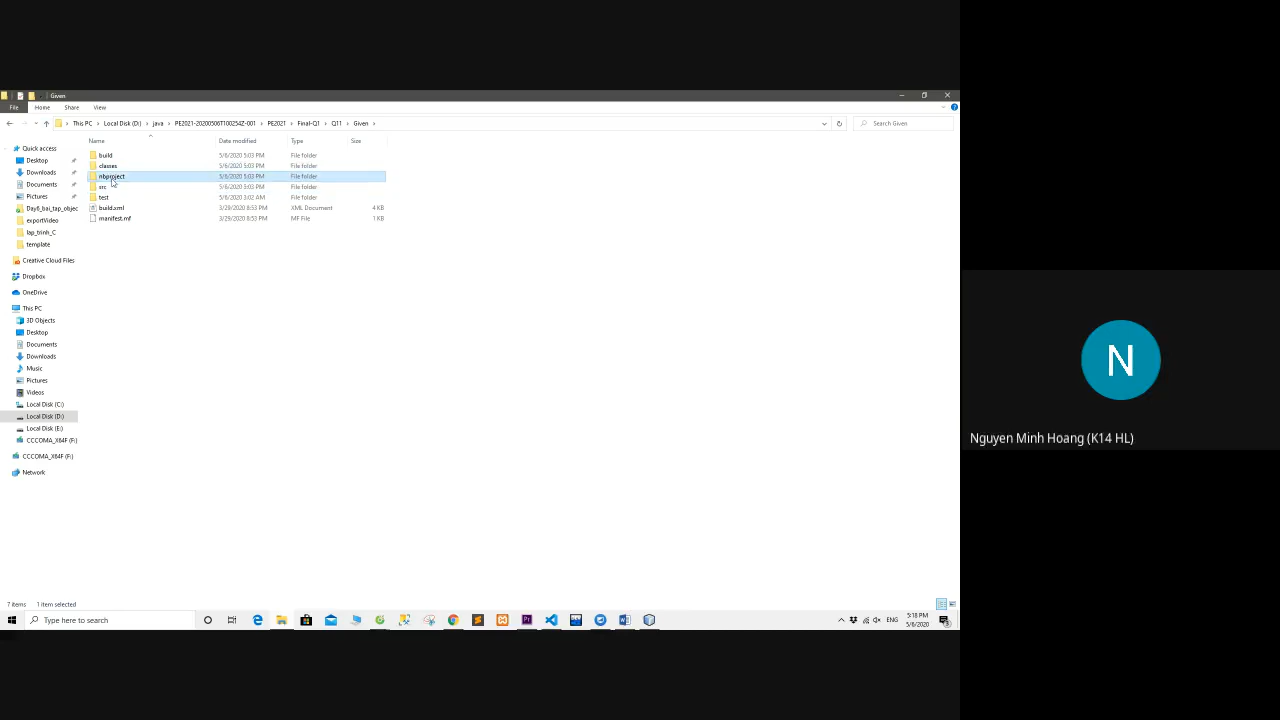 Given
File Home Share View
This PC > Local Disk (D:) > java > PE2021-20200506T100254Z-001 > PE2021 > Final-Q1 > Q11 > Given >
Search Given
Name Date modified Type Size
Quick access
Desktop
Downloads
Documents
Pictures
Day6_bai_tap_objec
exportVideo
lap_trinh_C
template
Creative Cloud Files
Dropbox
OneDrive
This PC
3D Objects
Desktop
Documents
Downloads
Music
Pictures
Videos
Local Disk (C:)
Local Disk (D:)
Local Disk (E:)
CCCOMA_X64F (F:)
CCCOMA_X64F (F:)
Network
build 5/6/2020 5:03 PM File folder
classes 5/6/2020 5:03 PM File folder
nbproject 5/6/2020 5:03 PM File folder
src 5/6/2020 5:03 PM File folder
test 5/6/2020 3:02 AM File folder
build.xml 3/29/2020 8:53 PM XML Document 4 KB
manifest.mf 3/29/2020 8:53 PM MF File 1 KB
N
Nguyen Minh Hoang (K14 HL)
7 items 1 item selected
Type here to search
Pr
W
ENG
5:18 PM
5/6/2020